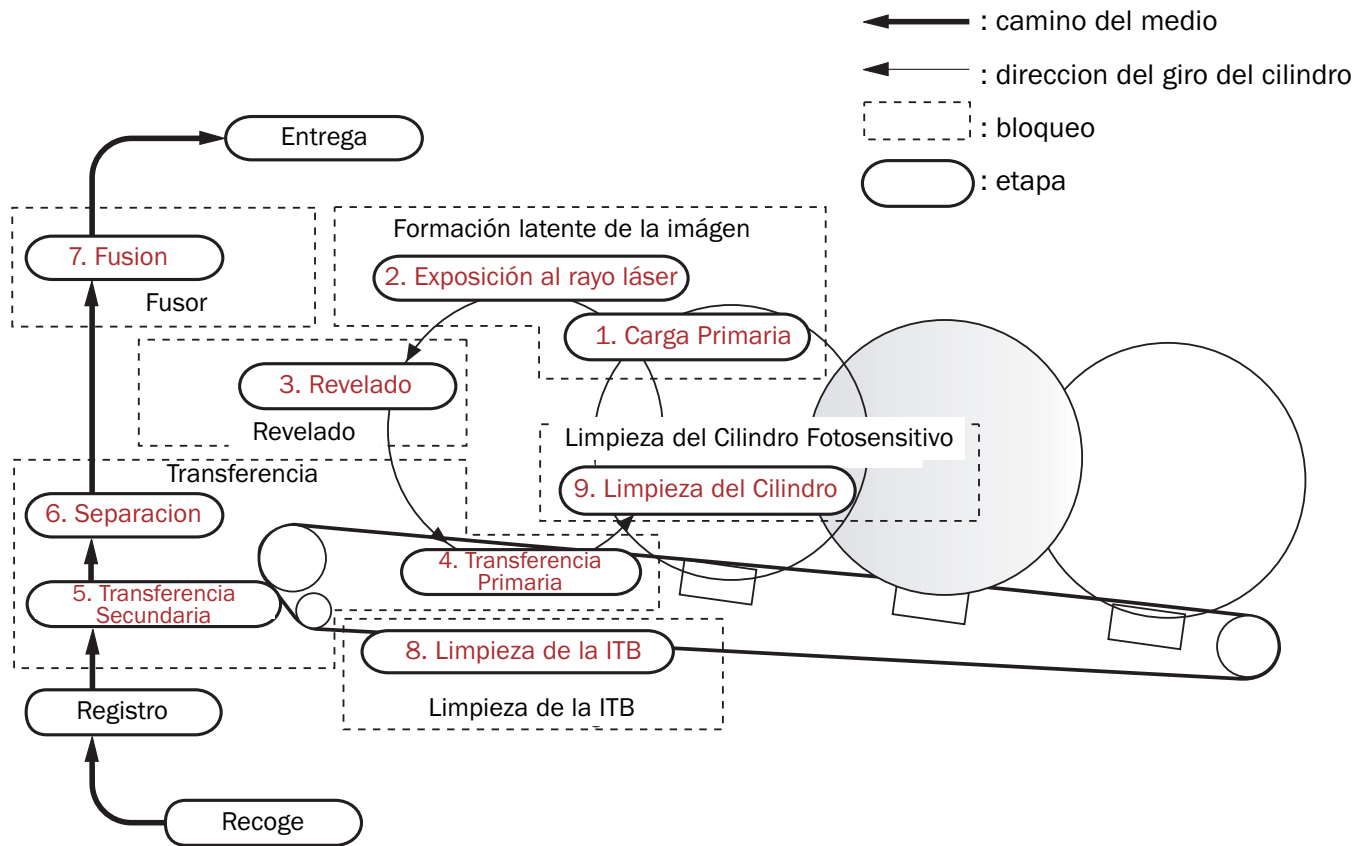 : camino del medio
: direccion del giro del cilindro
: bloqueo
: etapa
Entrega
Formación latente de la imágen
7. Fusion
2. Exposición al rayo láser
Fusor
1. Carga Primaria
3. Revelado
Revelado
Limpieza del Cilindro Fotosensitivo
Transferencia
9. Limpieza del Cilindro
6. Separacion
4. Transferencia
Primaria
5. Transferencia
Secundaria
8. Limpieza de la ITB
Limpieza de la ITB
Registro
Recoge